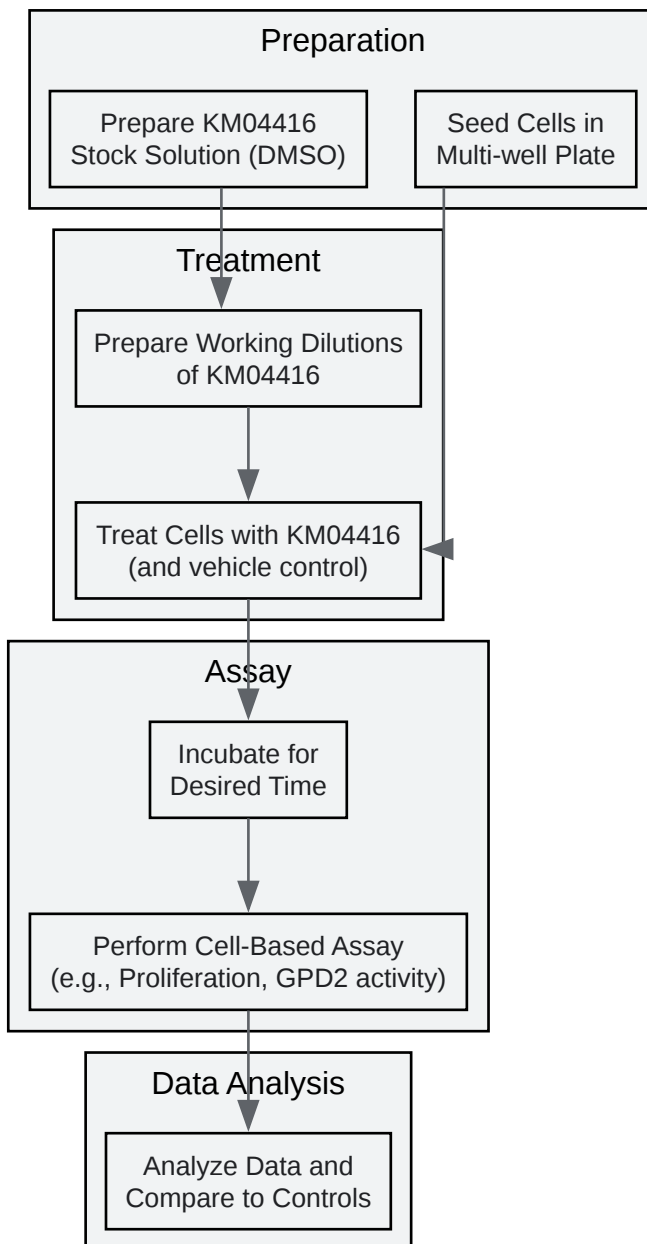 Preparation
Prepare KM04416
Stock Solution (DMSO)
Seed Cells in
Multi-well Plate
Treatment
Prepare Working Dilutions
of KM04416
Treat Cells with KM04416
(and vehicle control)
Assay
Incubate for
Desired Time
Perform Cell-Based Assay
(e.g., Proliferation, GPD2 activity)
Data Analysis
Analyze Data and
Compare to Controls